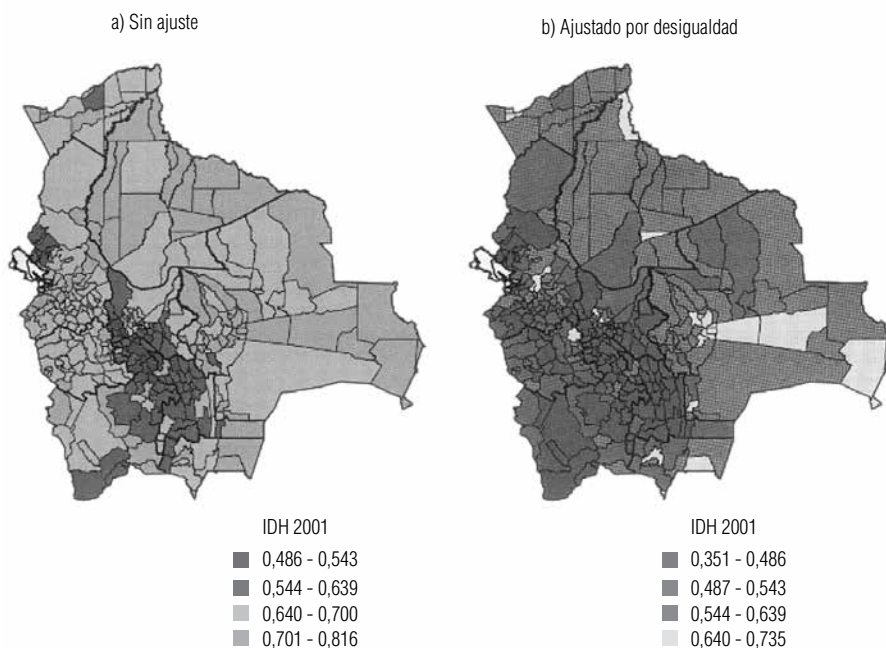 a) Sin ajuste
b) Ajustado por desigualdad
IDH 2001
0,486 - 0,543
0,544 - 0,639
0,640 - 0,700
0,701 - 0,816
IDH 2001
0,351 - 0,486
0,487 - 0,543
0,544 - 0,639
0,640 - 0,735